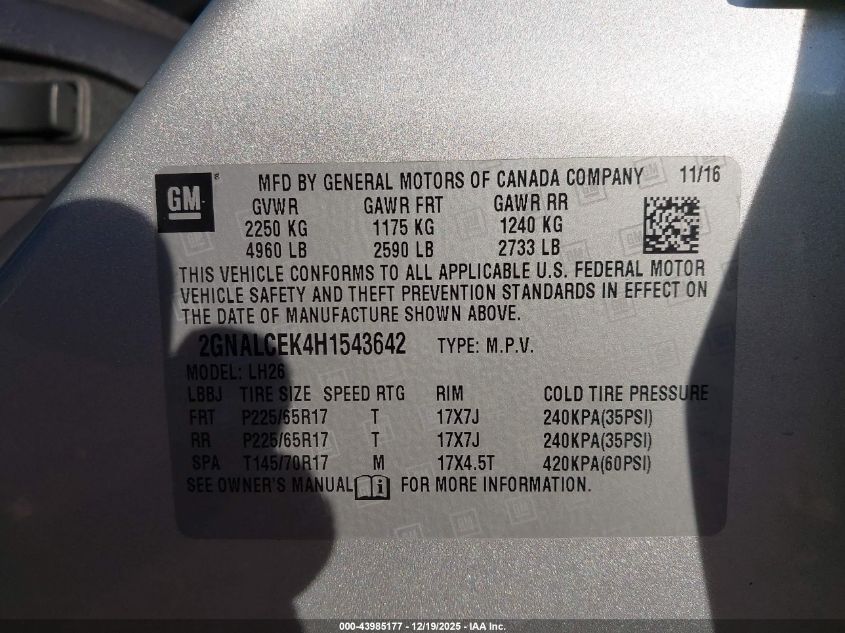 GM ® MFD BY GENERAL MOTORS OF CANADA COMPANY 11/16
GVWR GAWR FRT GAWR RR
2250 KG 1175 KG 1240 KG
4960 LB 2590 LB 2733 LB
THIS VEHICLE CONFORMS TO ALL APPLICABLE U.S. FEDERAL MOTOR
VEHICLE SAFETY AND THEFT PREVENTION STANDARDS IN EFFECT ON
THE DATE OF MANUFACTURE SHOWN ABOVE.
2GNALCEK4H1543642 TYPE: M.P.V.
MODEL: LH26
LBBJ TIRE SIZE SPEED RTG RIM COLD TIRE PRESSURE
FRT P225/65R17 T 17X7J 240KPA(35PSI)
RR P225/65R17 T 17X7J 240KPA(35PSI)
SPA T145/70R17 M 17X4.5T 420KPA(60PSI)
SEE OWNER'S MANUAL i FOR MORE INFORMATION.
000-43985177 - 12/19/2025 - IAA Inc.